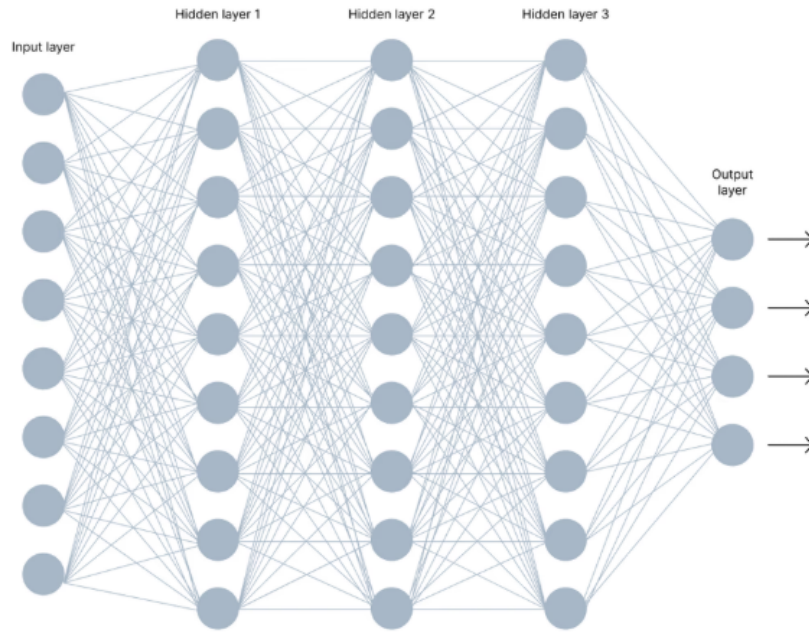 Hidden layer 1
Hidden layer 2
Hidden layer 3
Input layer
Output
layer